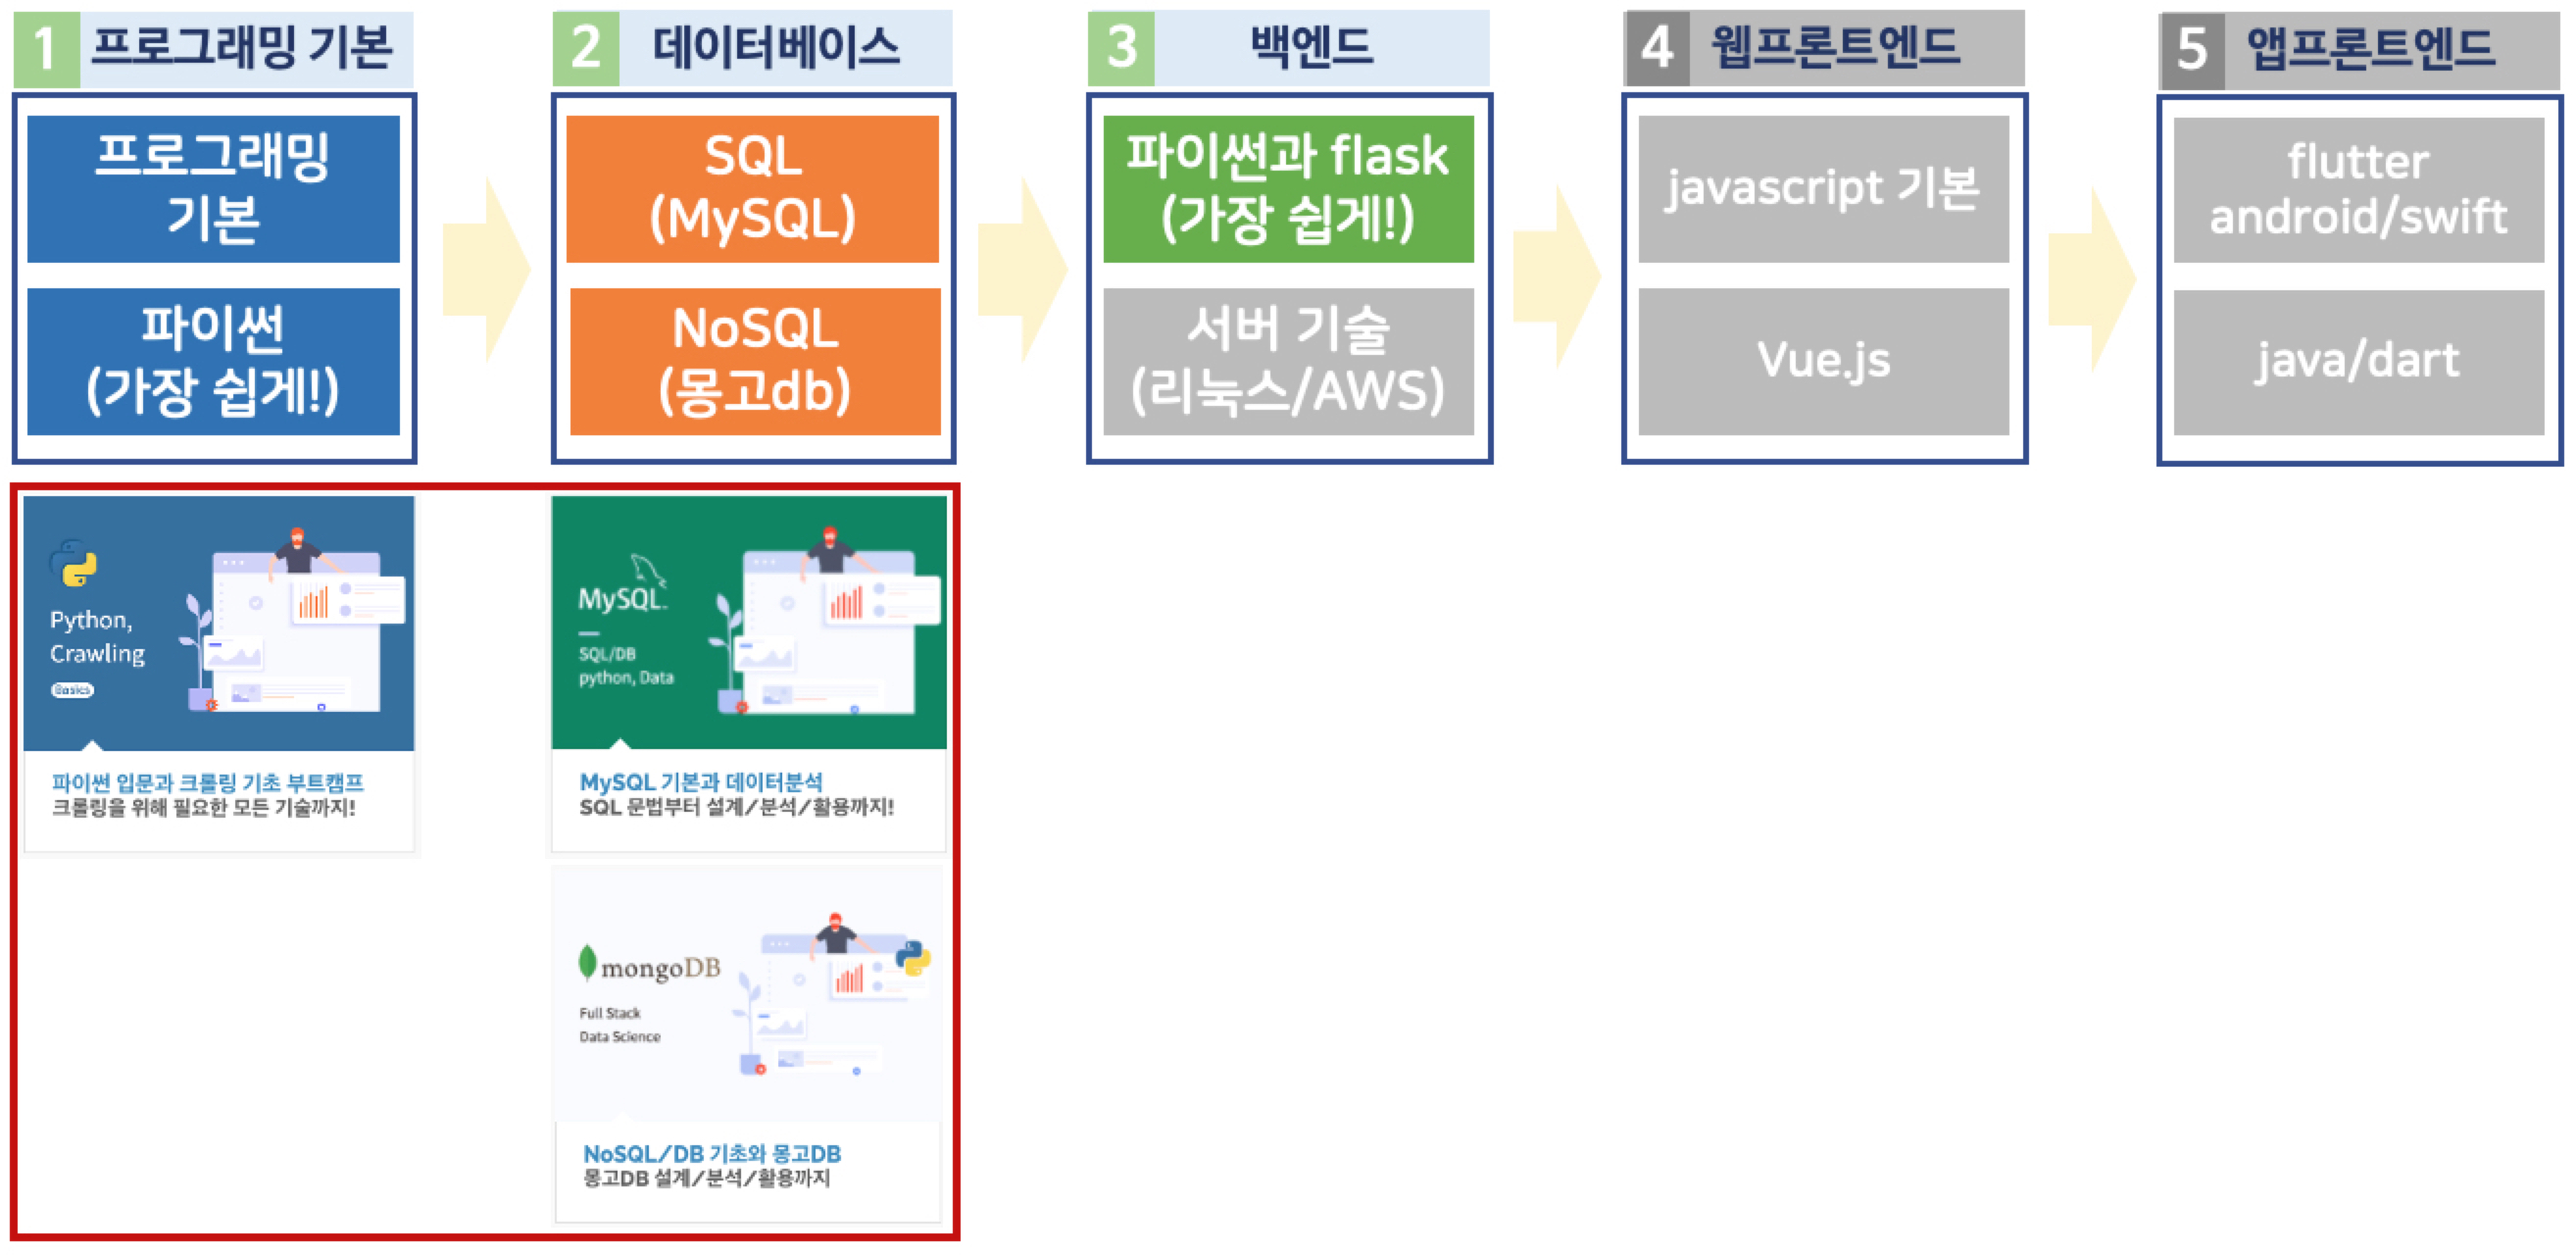 1 프로그래밍 기본
프로그래밍
기본
파이썬
(가장 쉽게!)
2 데이터베이스
SQL
(MySQL)
NoSQL
(몽고db)
3 백엔드
파이썬과 flask
(가장 쉽게!)
서버 기술
(리눅스/AWS)
4 웹프론트엔드
javascript 기본
Vue.js
5 앱프론트엔드
flutter
android/swift
java/dart
Python,
Crawling
Basics
파이썬 입문과 크롤링 기초 부트캠프
크롤링을 위해 필요한 모든 기술까지!
MySQL
SQL/DB
python, Data
MySQL 기본과 데이터분석
SQL 문법부터 설계/분석/활용까지!
mongoDB
Full Stack
Data Science
NoSQL/DB 기초와 몽고DB
몽고DB 설계/분석/활용까지